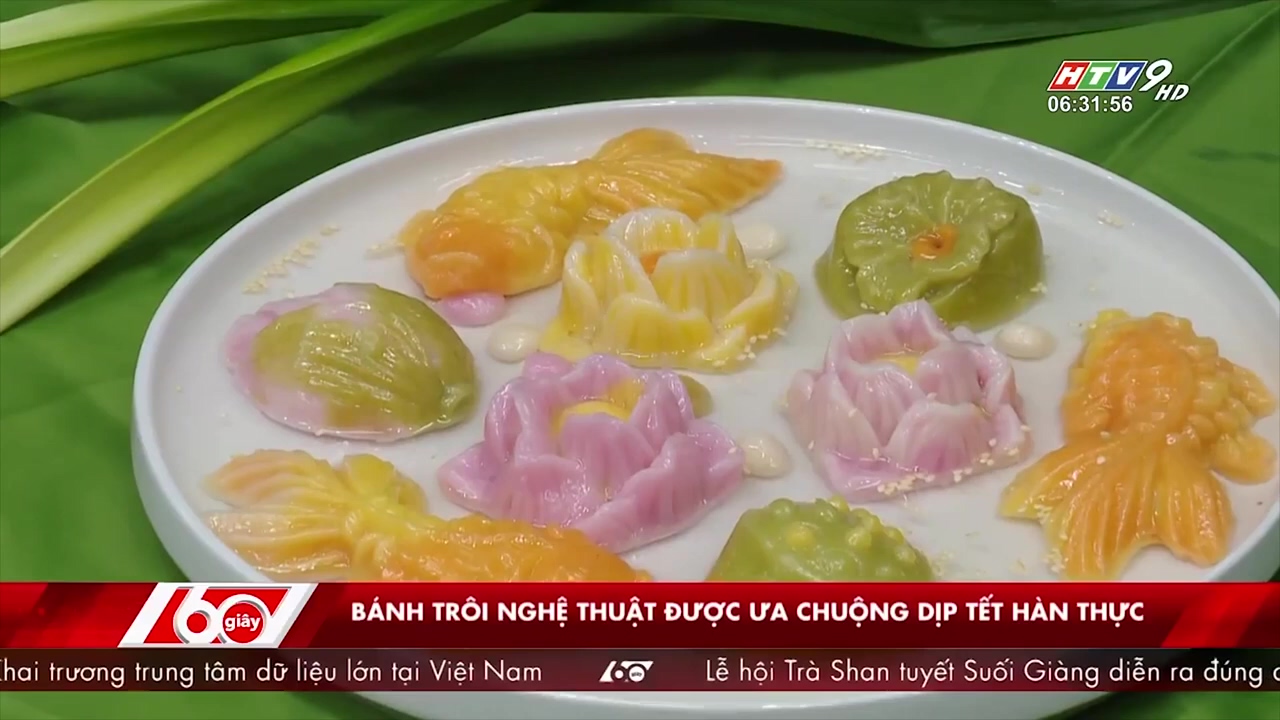 HTV9 HD
06:31:56
60 giây
BÁNH TRÔI NGHỆ THUẬT ĐƯỢC ƯA CHUỘNG DỊP TẾT HÀN THỰC
Khai trương trung tâm dữ liệu lớn tại Việt Nam 60 giây Lễ hội Trà Shan tuyết Suối Giàng diễn ra đúng